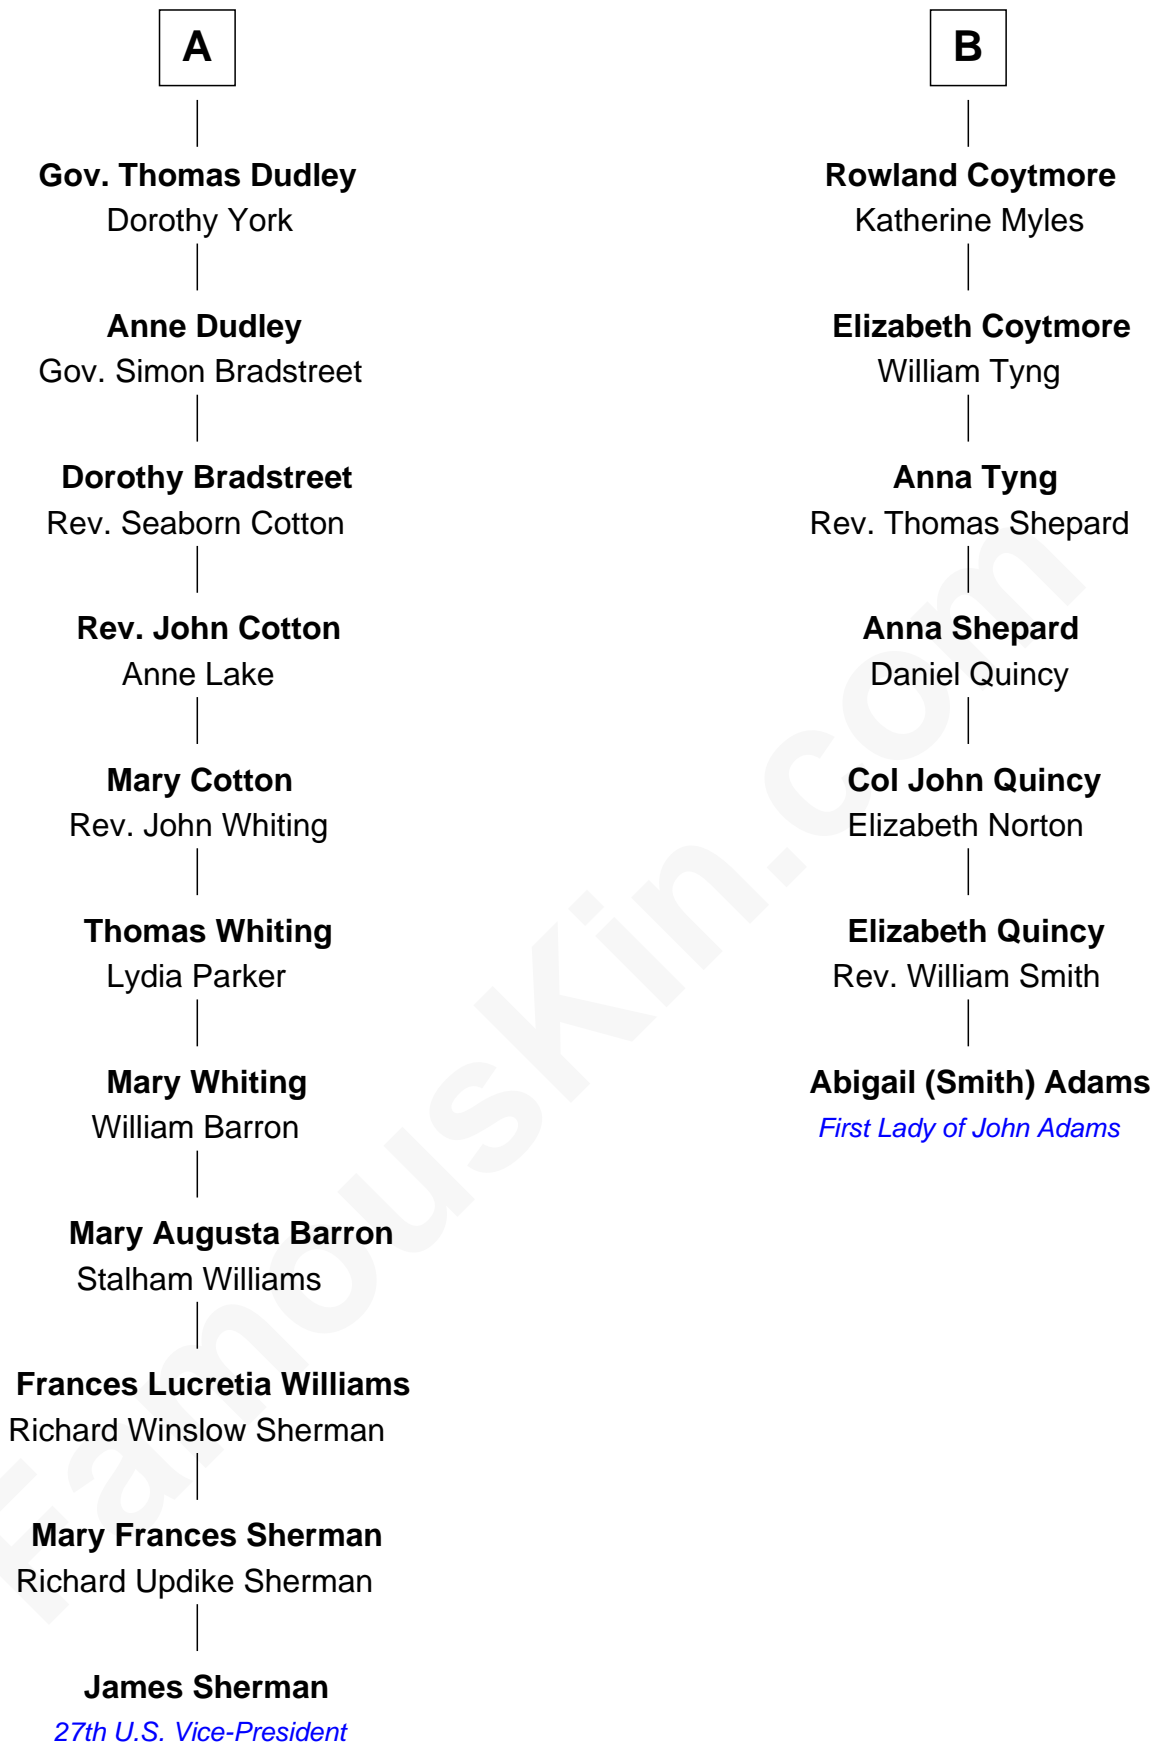 A
Gov. Thomas Dudley
Dorothy York
Anne Dudley
Gov. Simon Bradstreet
Dorothy Bradstreet
Rev. Seaborn Cotton
Rev. John Cotton
Anne Lake
Mary Cotton
Rev. John Whiting
Thomas Whiting
Lydia Parker
Mary Whiting
William Barron
Mary Augusta Barron
Stalham Williams
Frances Lucretia Williams
Richard Winslow Sherman
Mary Frances Sherman
Richard Updike Sherman
James Sherman
27th U.S. Vice-President
B
Rowland Coytmore
Katherine Myles
Elizabeth Coytmore
William Tyng
Anna Tyng
Rev. Thomas Shepard
Anna Shepard
Daniel Quincy
Col John Quincy
Elizabeth Norton
Elizabeth Quincy
Rev. William Smith
Abigail (Smith) Adams
First Lady of John Adams
FamousKin.com